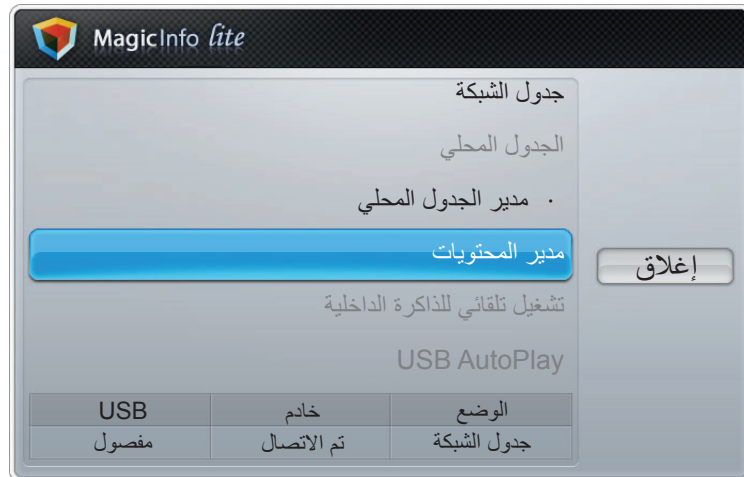 MagicInfo lite
جدول الشبكة
الجدول المحلي
· مدير الجدول المحلي
مدير المحتويات
إغلاق
تشغيل تلقائي للذاكرة الداخلية
USB AutoPlay
الوضع خادم USB
جدول الشبكة تم الاتصال مفصول